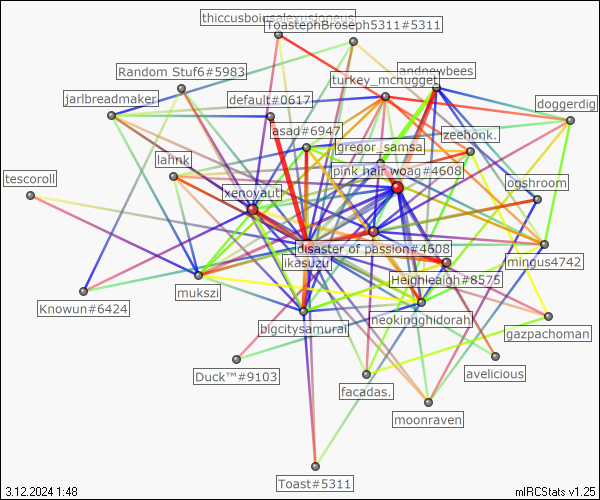 thiccusboiusalexusjoneus
ToastephBroseph5311#5311
Random Stuf6#5983
turkey_mcnugget
andnewbees
jarlbreadmaker
default#0617
doggerdig
asad#6947
zeehonk.
lahnk
gregor_samsa
tescoroll
pink hair woag#4608
xenoyaut
ogshroom
disaster of passion#4608
ikasuzu
mingus4742
mukszi
Heighleaigh#8575
Knowun#6424
bigcitysamurai
neokingghidorah
gazpachoman
Duck™#9103
avelicious
facadas.
moonraven
Toast#5311
3.12.2024 1:48
mIRCStats v1.25